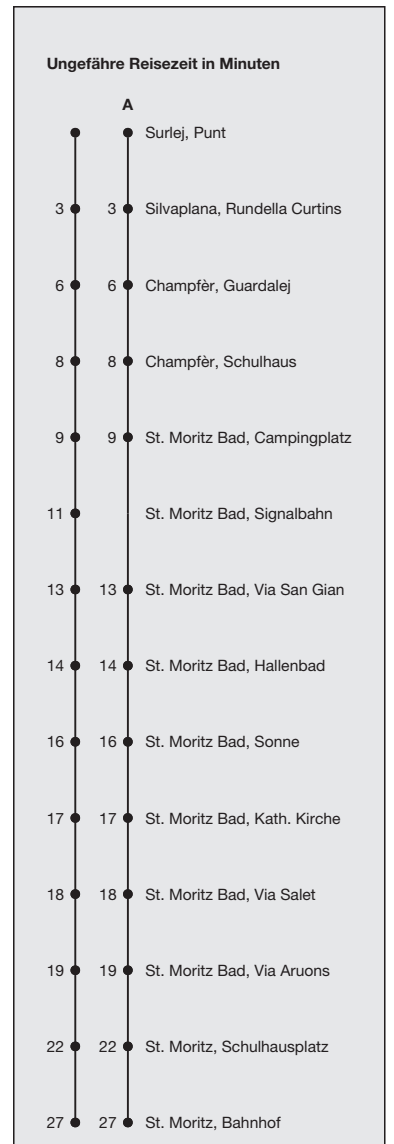 Ungefähre Reisezeit in Minuten
A
Surlej, Punt
3 3 Silvaplana, Rundella Curtins
6 6 Champfèr, Guardalej
8 8 Champfèr, Schulhaus
9 9 St. Moritz Bad, Campingplatz
11 St. Moritz Bad, Signalbahn
13 13 St. Moritz Bad, Via San Gian
14 14 St. Moritz Bad, Hallenbad
16 16 St. Moritz Bad, Sonne
17 17 St. Moritz Bad, Kath. Kirche
18 18 St. Moritz Bad, Via Salet
19 19 St. Moritz Bad, Via Aruons
22 22 St. Moritz, Schulhausplatz
27 27 St. Moritz, Bahnhof